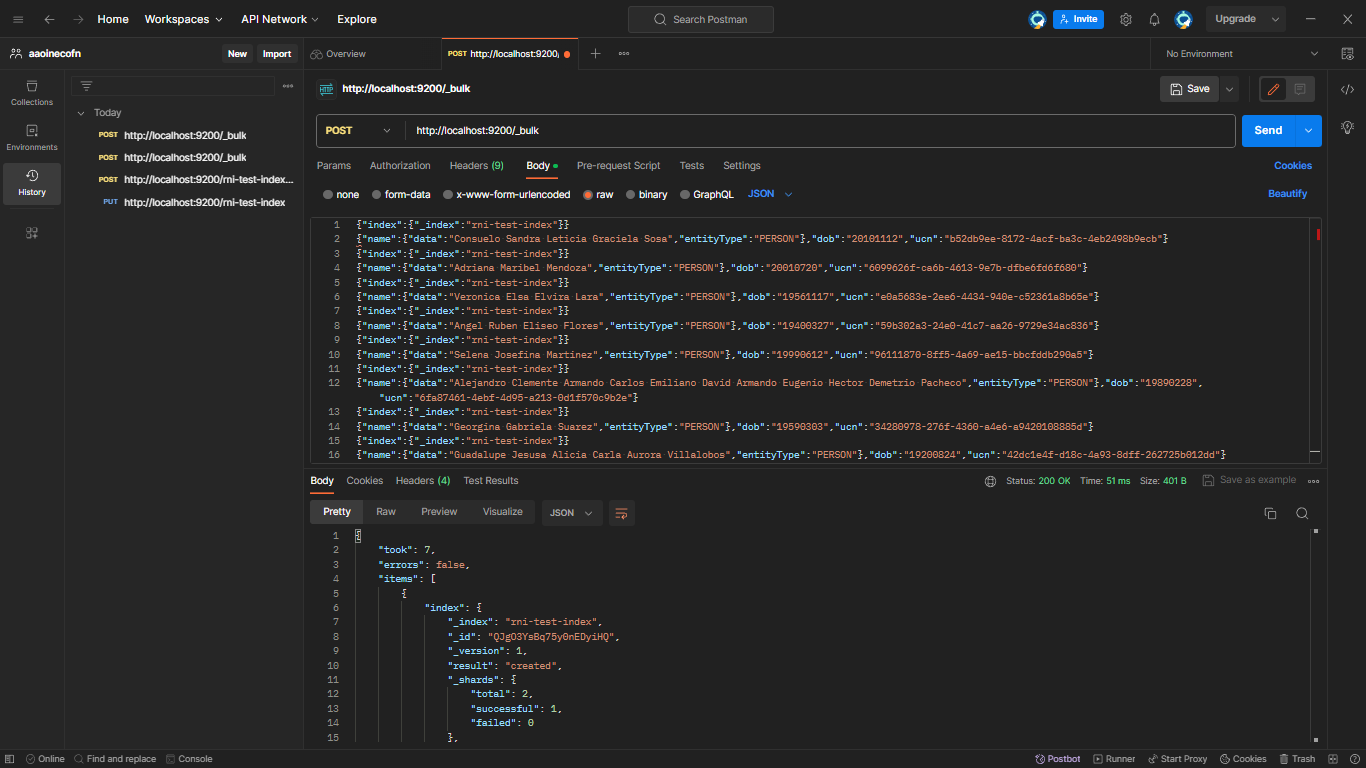 Home Workspaces API Network Explore Search Postman Invite Upgrade
aaoinecofn New Import Overview POST http://localhost:9200/ No Environment
Collections
Environments
History
Today
POST http://localhost:9200/_bulk
POST http://localhost:9200/_bulk
POST http://localhost:9200/rni-test-index...
PUT http://localhost:9200/rni-test-index
HTTP http://localhost:9200/_bulk Save
POST http://localhost:9200/_bulk Send
Params Authorization Headers (9) Body Pre-request Script Tests Settings Cookies
none form-data x-www-form-urlencoded raw binary GraphQL JSON Beautify
1 {"index":{"_index":"rni-test-index"}}
2 {"name":{"data":"Consuelo Sandra Leticia Graciela Sosa","entityType":"PERSON"},"dob":"20101112","ucn":"b52db9ee-8172-4acf-ba3c-4eb2498b9ecb"}
3 {"index":{"_index":"rni-test-index"}}
4 {"name":{"data":"Adriana Maribel Mendoza","entityType":"PERSON"},"dob":"20010720","ucn":"6099626f-ca6b-4613-9e7b-dfbe6fd6f680"}
5 {"index":{"_index":"rni-test-index"}}
6 {"name":{"data":"Veronica Elsa Elvira Lara","entityType":"PERSON"},"dob":"19561117","ucn":"e0a5683e-2ee6-4434-940e-c52361a8b65e"}
7 {"index":{"_index":"rni-test-index"}}
8 {"name":{"data":"Angel Ruben Eliseo Flores","entityType":"PERSON"},"dob":"19400327","ucn":"59b302a3-24e0-41c7-aa26-9729e34ac836"}
9 {"index":{"_index":"rni-test-index"}}
10 {"name":{"data":"Selena Josefina Martinez","entityType":"PERSON"},"dob":"19990612","ucn":"96111870-8ff5-4a69-ae15-bbcfddb290a5"}
11 {"index":{"_index":"rni-test-index"}}
12 {"name":{"data":"Alejandro Clemente Armando Carlos Emiliano David Armando Eugenio Hector Demetrio Pacheco","entityType":"PERSON"},"dob":"19890228",
"ucn":"6fa87461-4ebf-4d95-a213-0d1f570c9b2e"}
13 {"index":{"_index":"rni-test-index"}}
14 {"name":{"data":"Georgina Gabriela Suarez","entityType":"PERSON"},"dob":"19590303","ucn":"34280978-276f-4360-a4e6-a9420108885d"}
15 {"index":{"_index":"rni-test-index"}}
16 {"name":{"data":"Guadalupe Jesusa Alicia Carla Aurora Villalobos","entityType":"PERSON"},"dob":"19200824","ucn":"42dc1e4f-d18c-4a93-8dff-262725b012dd"}
Body Cookies Headers (4) Test Results Status: 200 OK Time: 51 ms Size: 401 B Save as example
Pretty Raw Preview Visualize JSON
1 {
2 "took": 7,
3 "errors": false,
4 "items": [
5 {
6 "index": {
7 "_index": "rni-test-index",
8 "_id": "QJgO3YsBq75y0nEDyiHQ",
9 "_version": 1,
10 "result": "created",
11 "_shards": {
12 "total": 2,
13 "successful": 1,
14 "failed": 0
15 },
Online Find and replace Console Postbot Runner Start Proxy Cookies Trash